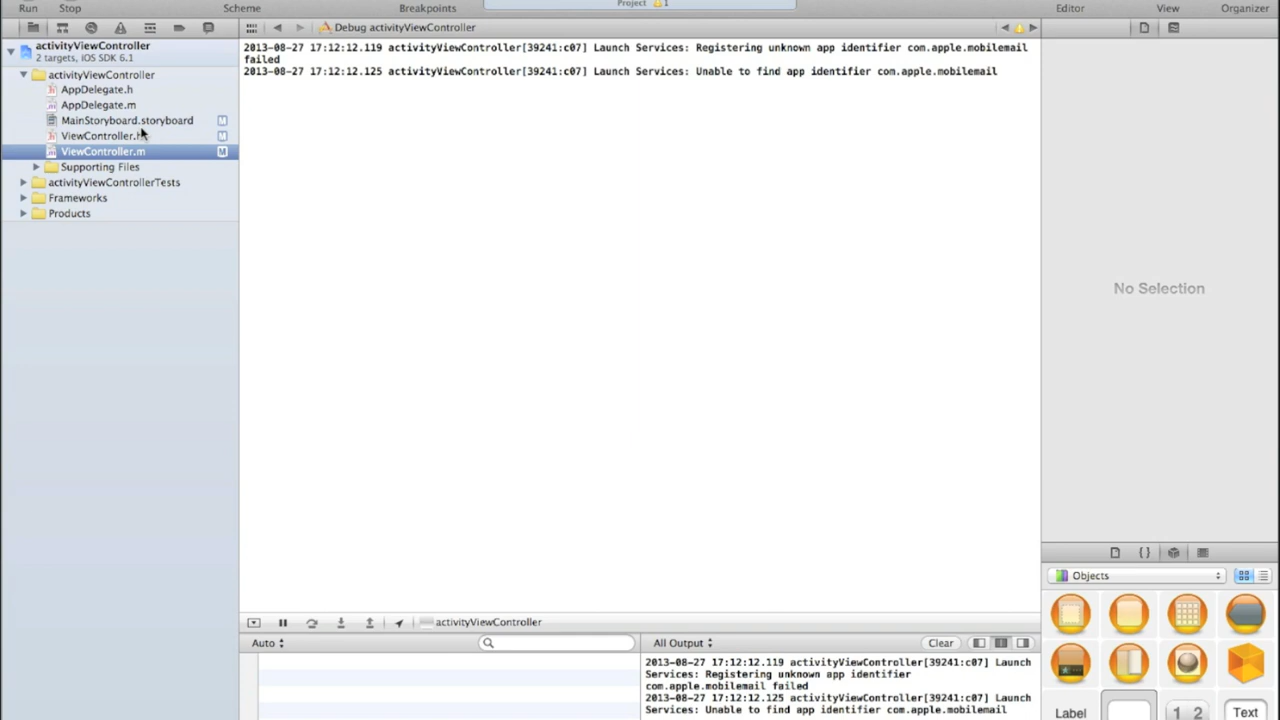 Project 1
Run Stop Scheme Breakpoints Editor View Organizer
Debug activityViewController
activityViewController
2 targets, iOS SDK 6.1
activityViewController
AppDelegate.h
AppDelegate.m
MainStoryboard.storyboard M
ViewController.h M
ViewController.m M
Supporting Files
activityViewControllerTests
Frameworks
Products
2013-08-27 17:12:12.119 activityViewController[39241:c07] Launch Services: Registering unknown app identifier com.apple.mobilemail
failed
2013-08-27 17:12:12.125 activityViewController[39241:c07] Launch Services: Unable to find app identifier com.apple.mobilemail
No Selection
{}
Objects
Label
1 2
Text
activityViewController
Auto
All Output
Clear
2013-08-27 17:12:12.119 activityViewController[39241:c07] Launch
Services: Registering unknown app identifier
com.apple.mobilemail failed
2013-08-27 17:12:12.125 activityViewController[39241:c07] Launch
Services: Unable to find app identifier com.apple.mobilemail